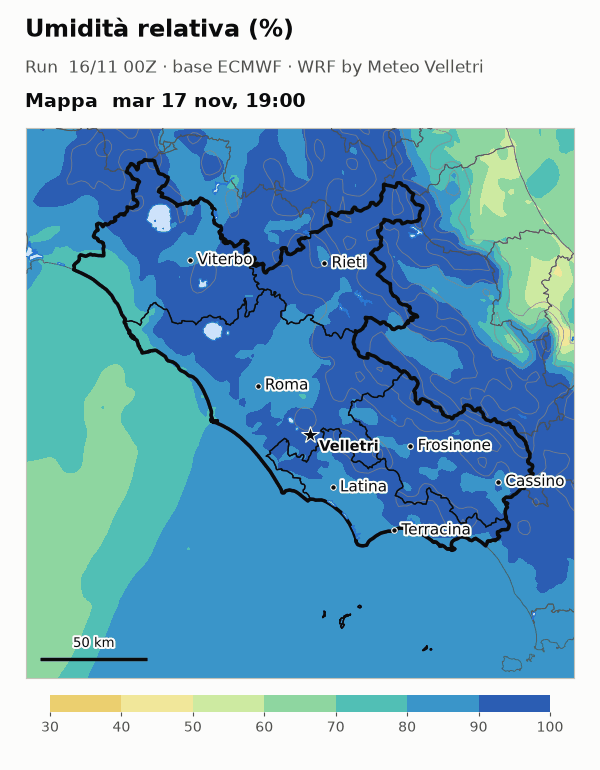 Umidità relativa (%)
Run 16/11 00Z · base ECMWF · WRF by Meteo Velletri
Mappa mar 17 nov, 19:00
Viterbo
Rieti
Roma
Velletri
Frosinone
Latina
Cassino
Terracina
50 km
30 40 50 60 70 80 90 100